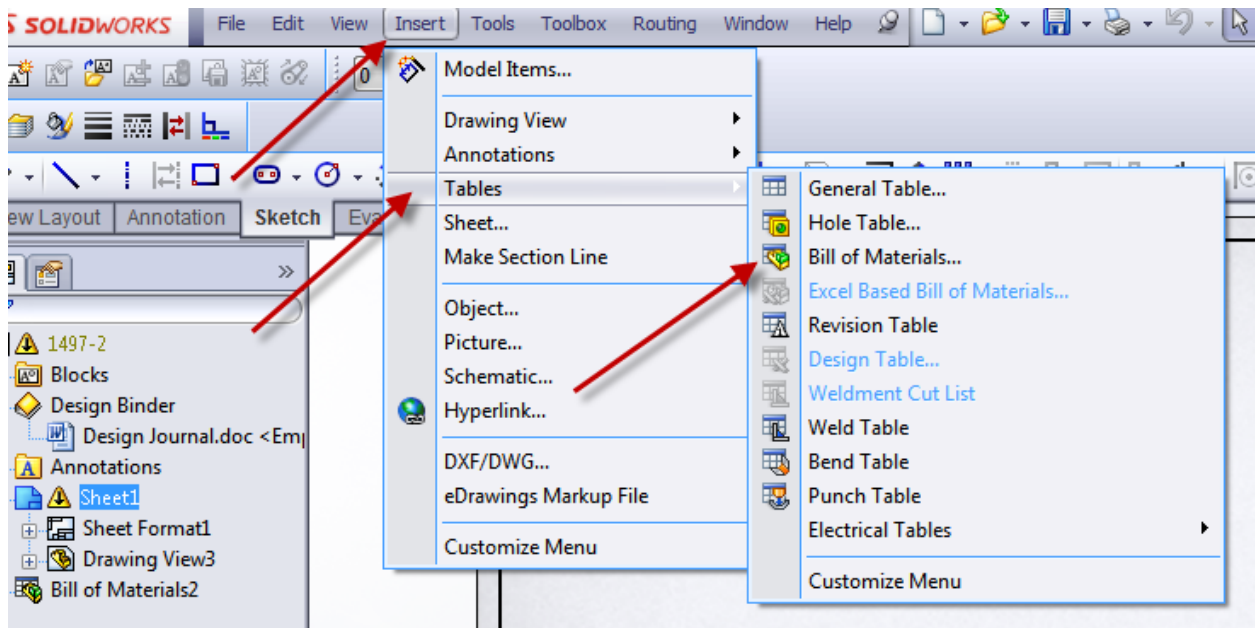 SOLIDWORKS File Edit View Insert Tools Toolbox Routing Window Help
0
Model Items...
Drawing View
Annotations
Tables
Sheet...
Make Section Line
Object...
Picture...
Schematic...
Hyperlink...
DXF/DWG...
eDrawings Markup File
Customize Menu
General Table...
Hole Table...
Bill of Materials...
Excel Based Bill of Materials...
Revision Table
Design Table...
Weldment Cut List
Weld Table
Bend Table
Punch Table
Electrical Tables
Customize Menu
Layout Annotation Sketch
1497-2
Blocks
Design Binder
Design Journal.doc <Em
Annotations
Sheet1
Sheet Format1
Drawing View3
Bill of Materials2